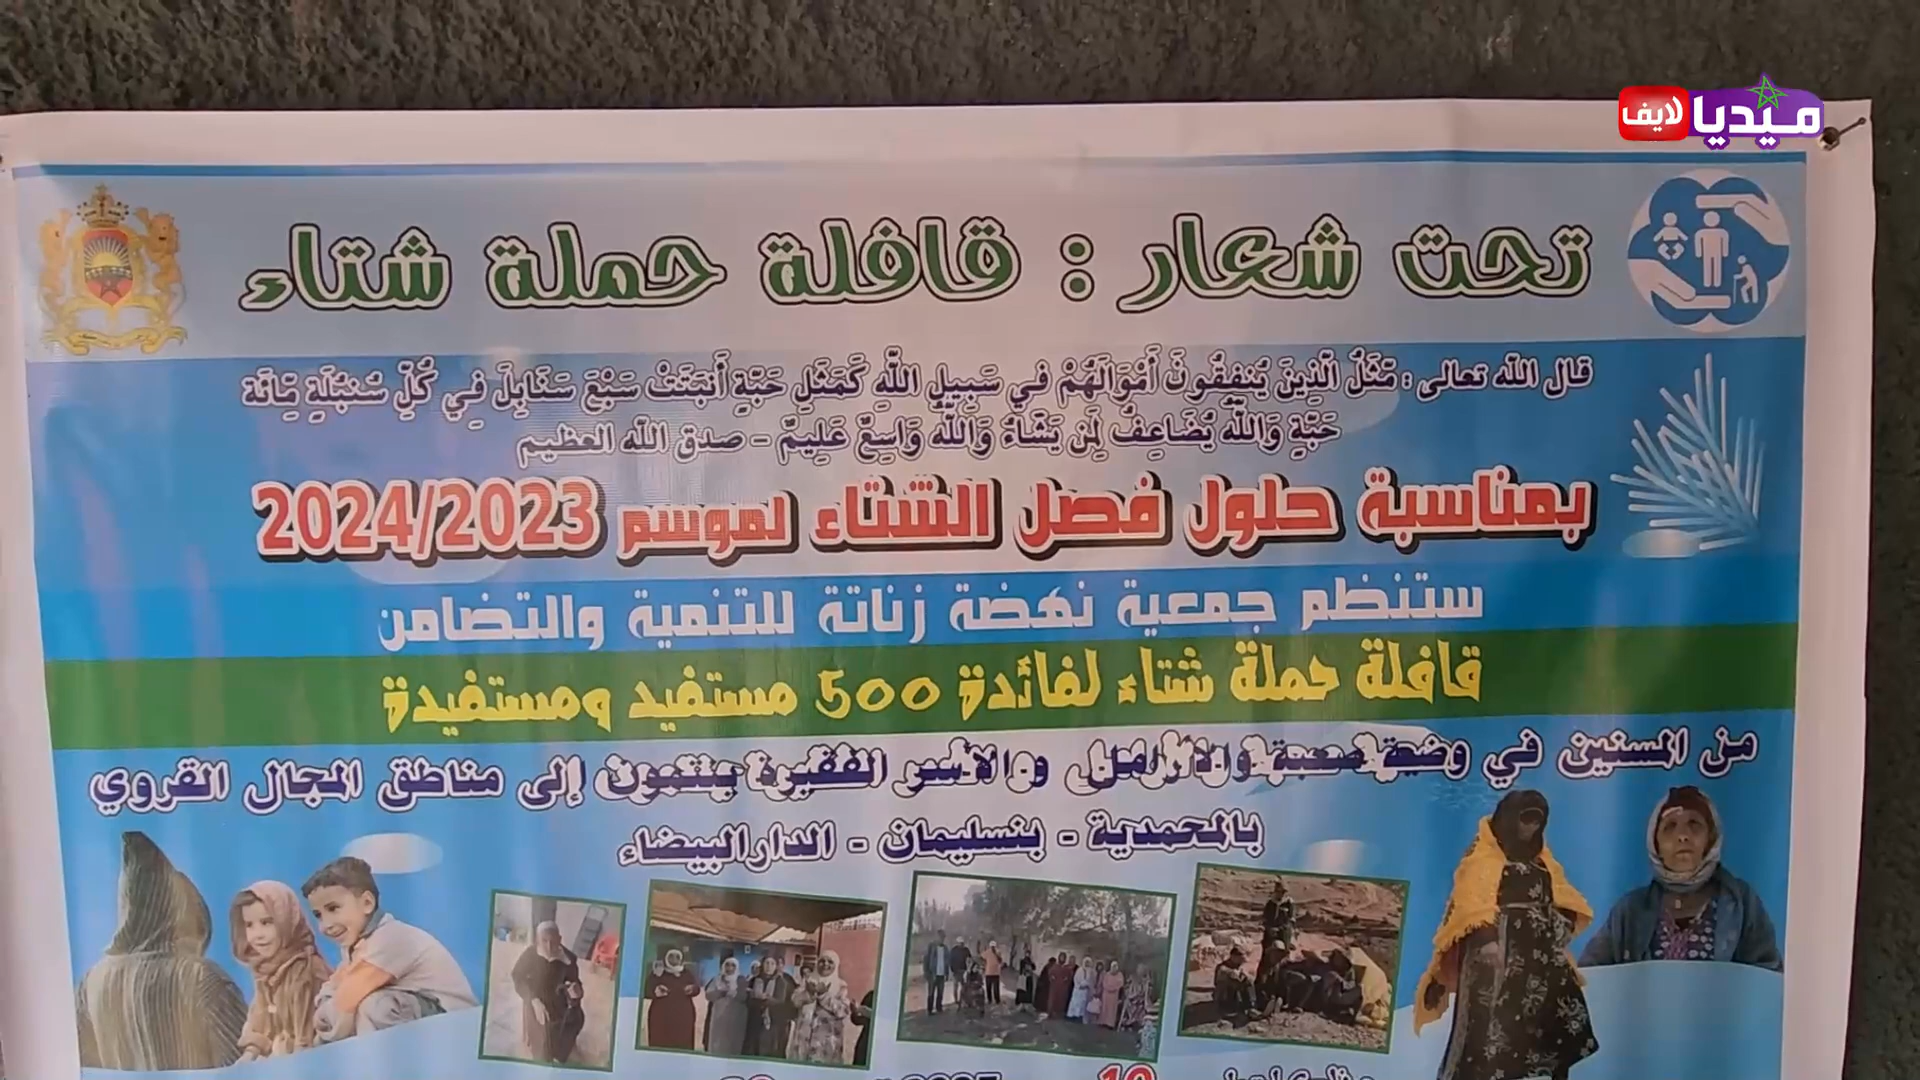 ميديا لايف
تحت شعار : قافلة حملة شتاء
قال الله تعالى : مَّثَلُ الَّذِينَ يُنفِقُونَ أَمْوَالَهُمْ فِي سَبِيلِ اللَّهِ كَمَثَلِ حَبَّةٍ أَنبَتَتْ سَبْعَ سَنَابِلَ فِي كُلِّ سُنبُلَةٍ مِّائَةُ
حَبَّةٍ وَاللَّهُ يُضَاعِفُ لِمَن يَشَاءُ وَاللَّهُ وَاسِعٌ عَلِيمٌ - صدق الله العظيم
بمناسبة حلول فصل الشتاء لموسم 2024/2023
ستنظم جمعية نهضة زناتة للتنمية والتضامن
قافلة حملة شتاء لفائدة 500 مستفيد ومستفيدة
من المسنين في وضعية صعبة والأرامل والأسر الفقيرة ينتمون إلى مناطق المجال القروي
بالمحمدية - بنسليمان - الدارالبيضاء